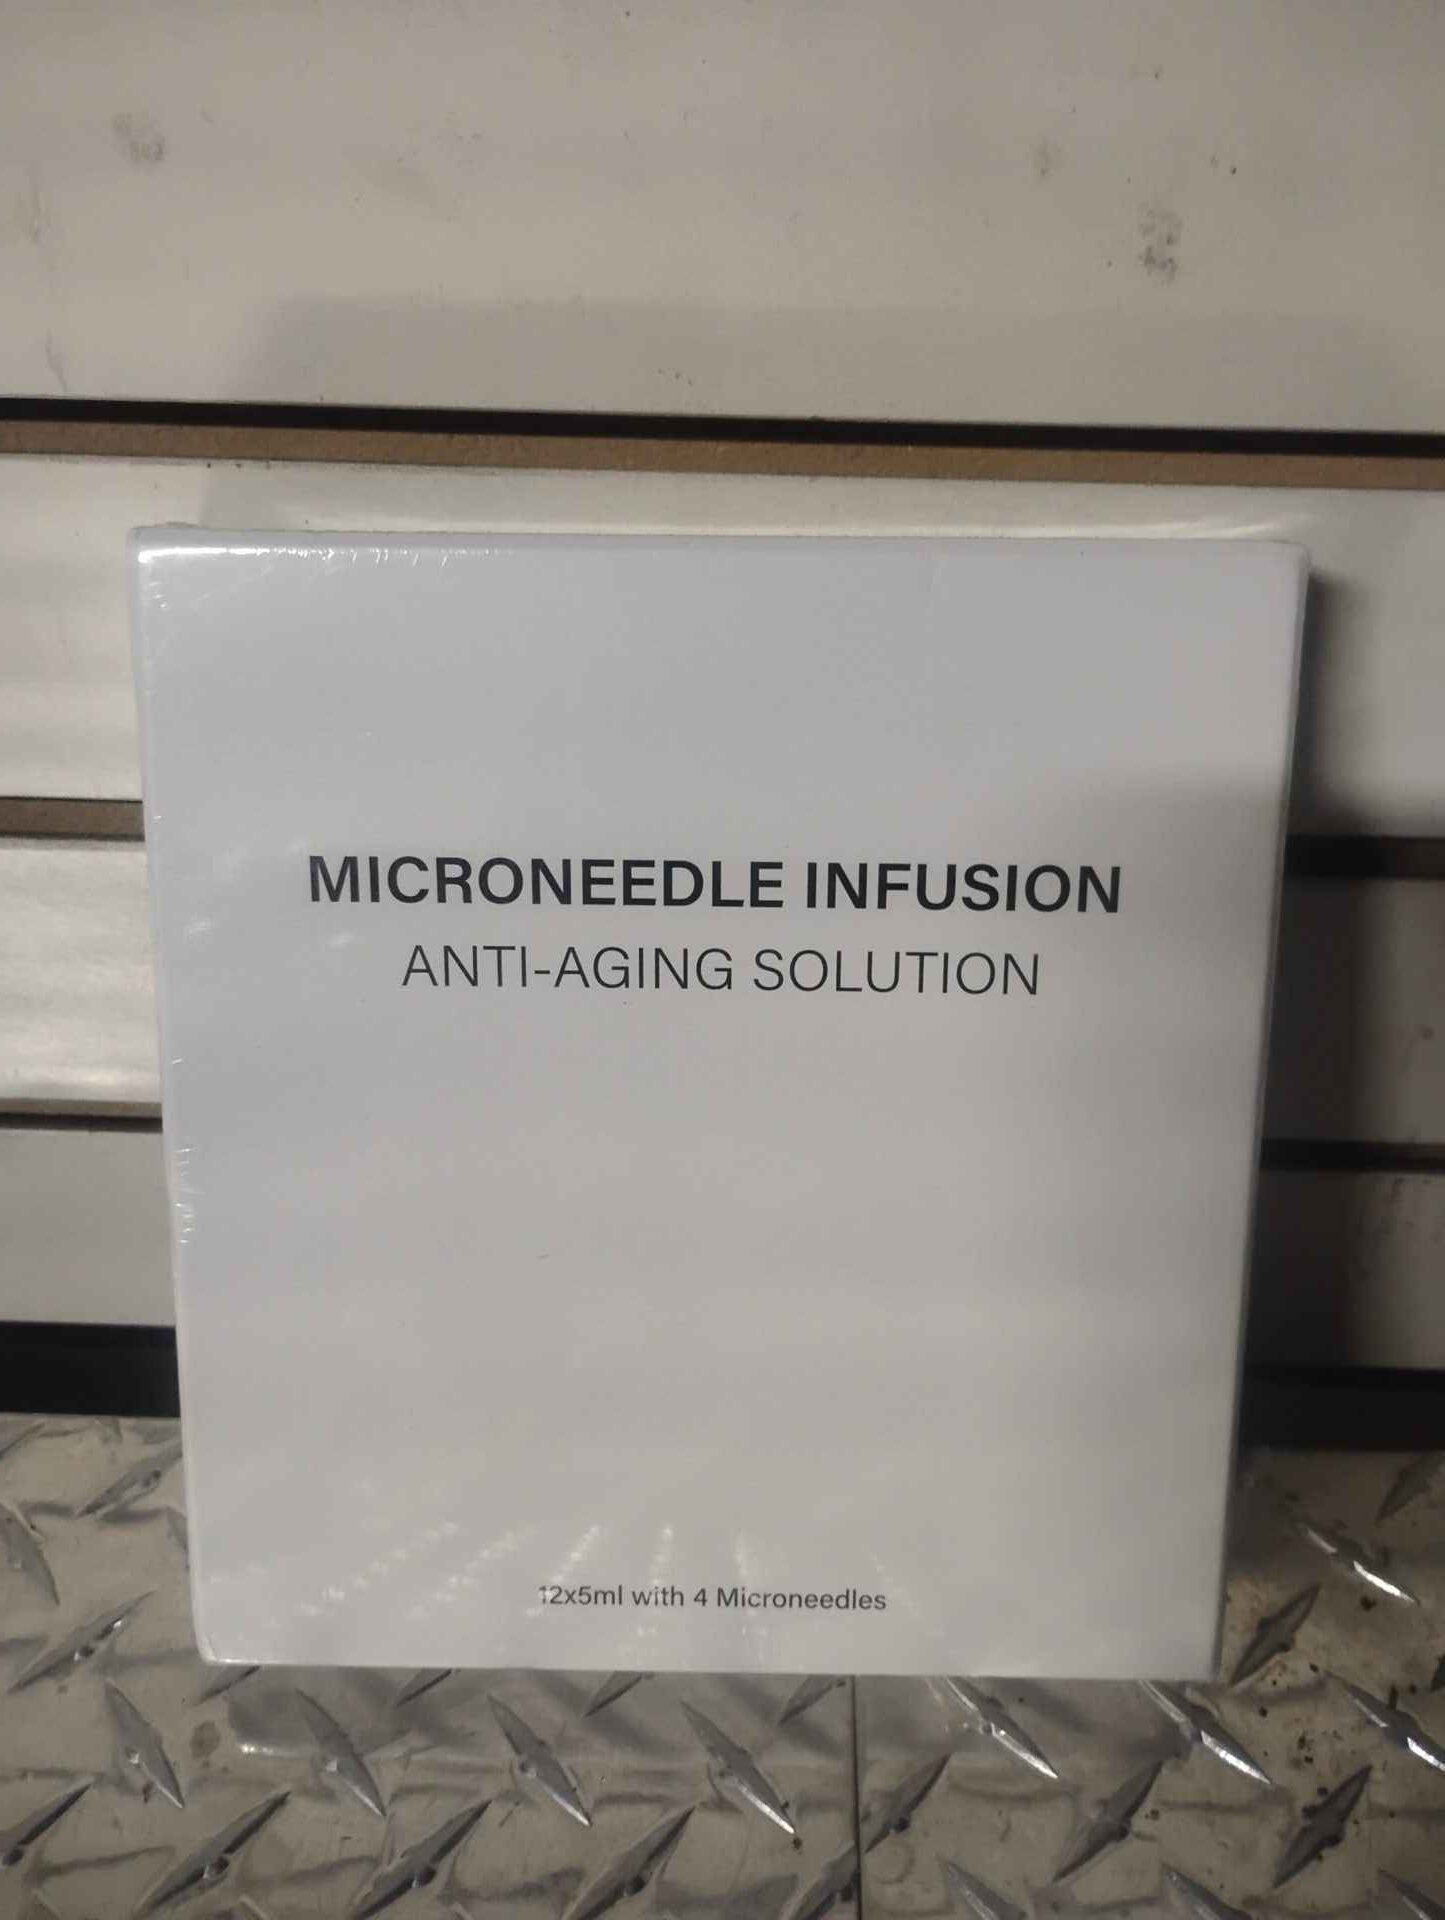 MICRONEEDLE INFUSION
ANTI-AGING SOLUTION
12x5ml with 4 Microneedles